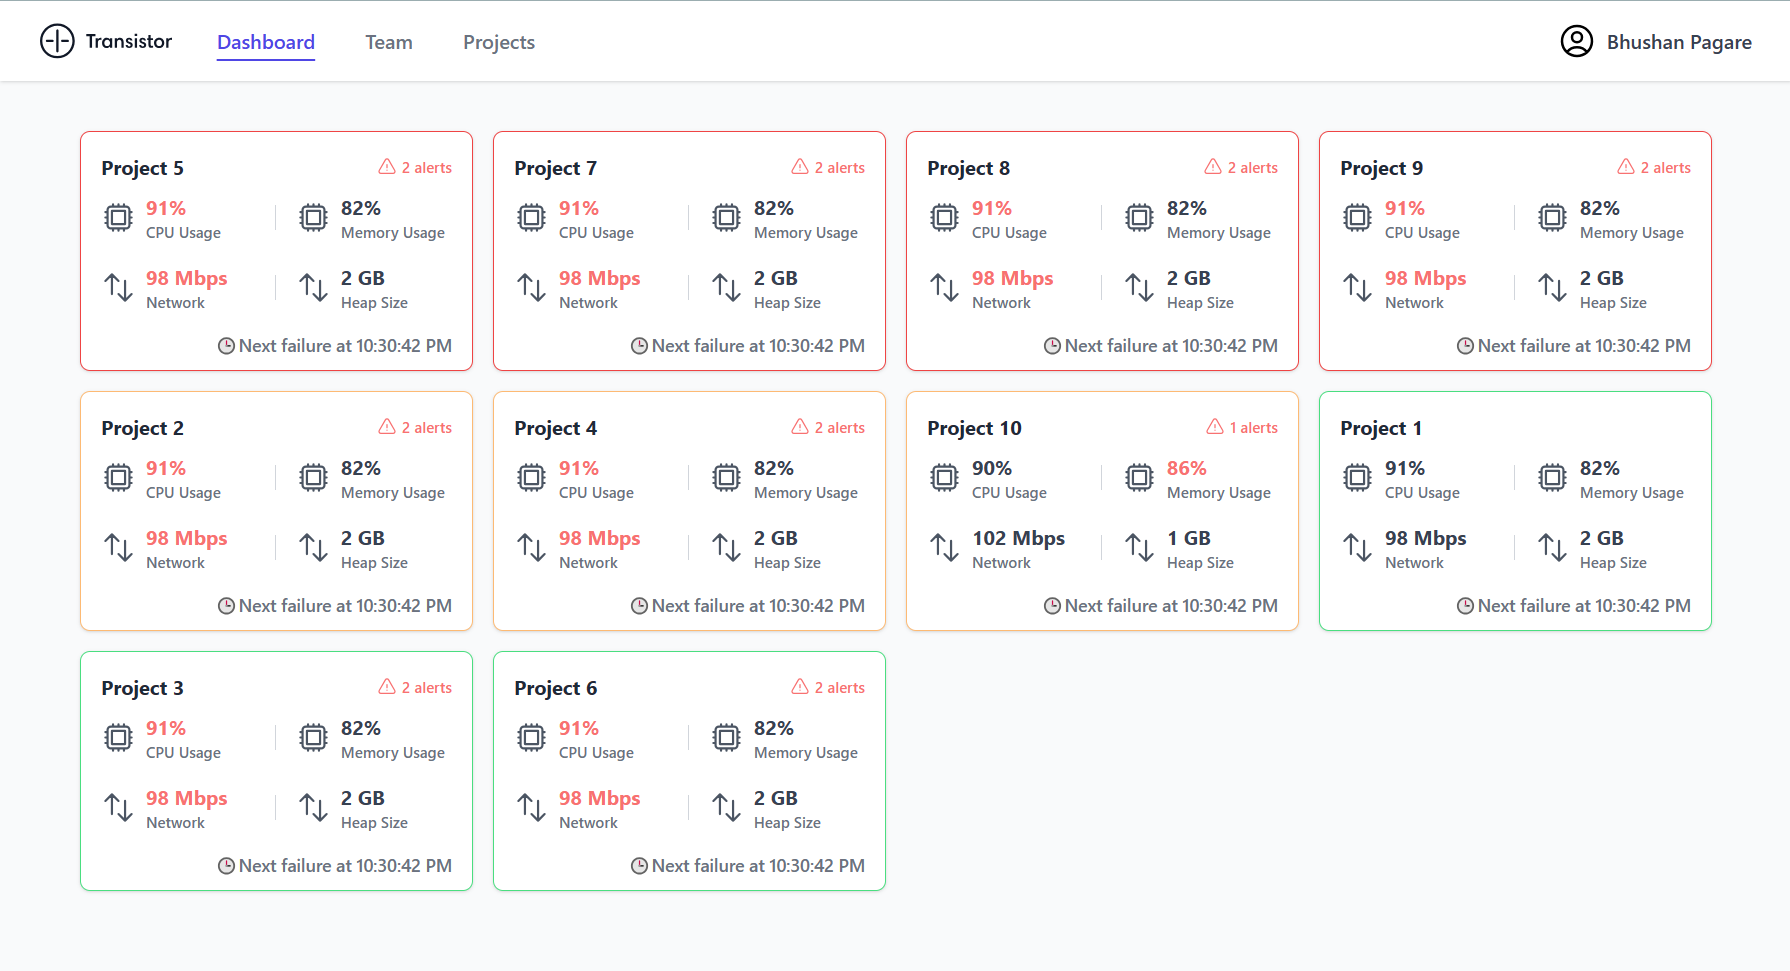 Transistor
Dashboard
Team
Projects
Bhushan Pagare
Project 5
2 alerts
91%
CPU Usage
82%
Memory Usage
98 Mbps
Network
2 GB
Heap Size
Next failure at 10:30:42 PM
Project 7
2 alerts
91%
CPU Usage
82%
Memory Usage
98 Mbps
Network
2 GB
Heap Size
Next failure at 10:30:42 PM
Project 8
2 alerts
91%
CPU Usage
82%
Memory Usage
98 Mbps
Network
2 GB
Heap Size
Next failure at 10:30:42 PM
Project 9
2 alerts
91%
CPU Usage
82%
Memory Usage
98 Mbps
Network
2 GB
Heap Size
Next failure at 10:30:42 PM
Project 2
2 alerts
91%
CPU Usage
82%
Memory Usage
98 Mbps
Network
2 GB
Heap Size
Next failure at 10:30:42 PM
Project 4
2 alerts
91%
CPU Usage
82%
Memory Usage
98 Mbps
Network
2 GB
Heap Size
Next failure at 10:30:42 PM
Project 10
1 alerts
90%
CPU Usage
86%
Memory Usage
102 Mbps
Network
1 GB
Heap Size
Next failure at 10:30:42 PM
Project 1
91%
CPU Usage
82%
Memory Usage
98 Mbps
Network
2 GB
Heap Size
Next failure at 10:30:42 PM
Project 3
2 alerts
91%
CPU Usage
82%
Memory Usage
98 Mbps
Network
2 GB
Heap Size
Next failure at 10:30:42 PM
Project 6
2 alerts
91%
CPU Usage
82%
Memory Usage
98 Mbps
Network
2 GB
Heap Size
Next failure at 10:30:42 PM